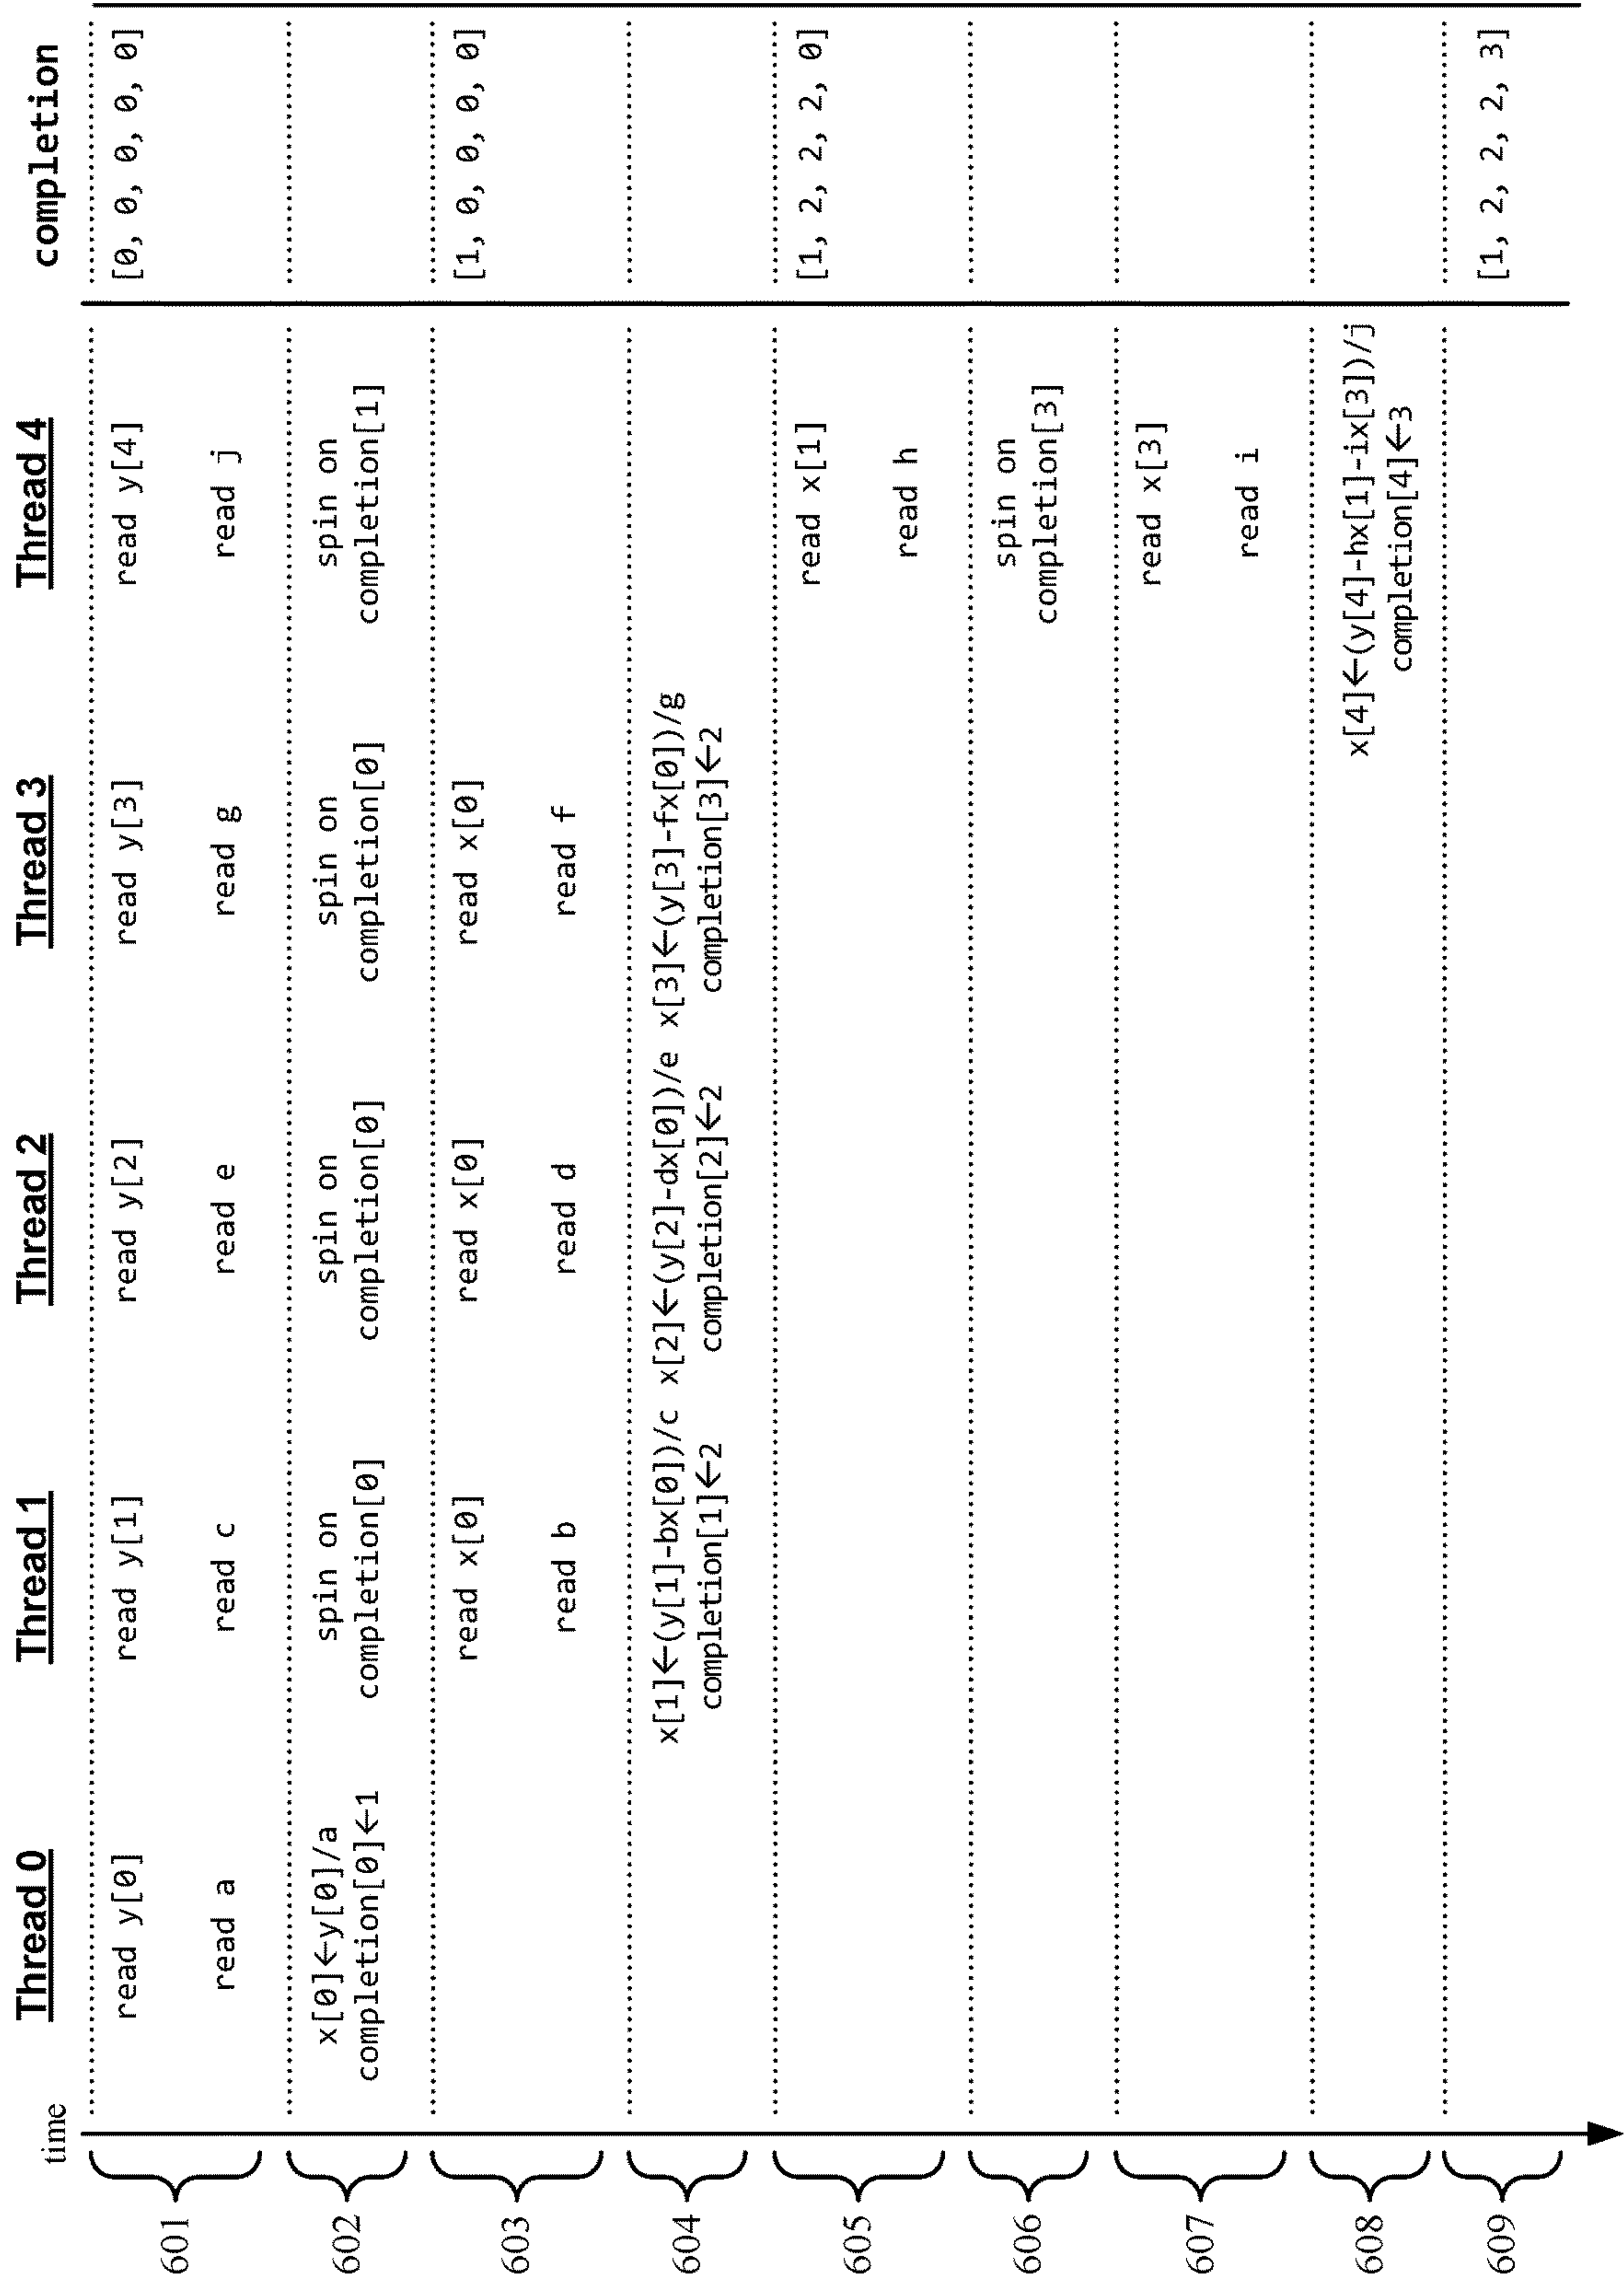 time
Thread 0
Thread 1
Thread 2
Thread 3
Thread 4
completion
601
read y[0]
read a
read y[1]
read c
read y[2]
read e
read y[3]
read g
read y[4]
read j
[0, 0, 0, 0, 0]
602
x[0]←y[0]/a
completion[0]←1
spin on
completion[0]
spin on
completion[0]
spin on
completion[0]
spin on
completion[1]
603
read x[0]
read b
read x[0]
read d
read x[0]
read f
[1, 0, 0, 0, 0]
604
x[1]←(y[1]-bx[0])/c
completion[1]←2
x[2]←(y[2]-dx[0])/e
completion[2]←2
x[3]←(y[3]-fx[0])/g
completion[3]←2
605
read x[1]
read h
[1, 2, 2, 2, 0]
606
spin on
completion[3]
607
read x[3]
read i
608
x[4]←(y[4]-hx[1]-ix[3])/j
completion[4]←3
609
[1, 2, 2, 2, 3]